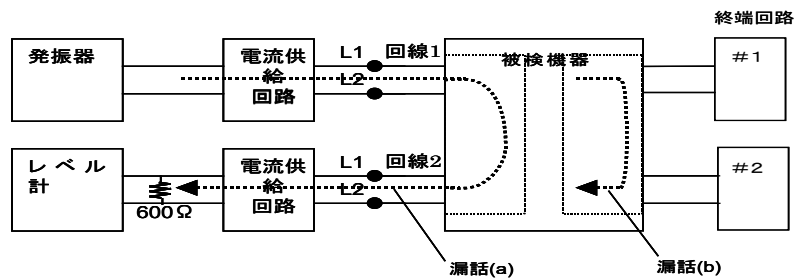 終端回路
発振器
電流供
給
回路
L1 回線1
L2
被検機器
#1
レベル
計
600Ω
電流供
給
回路
L1 回線2
L2
#2
漏話(a)
漏話(b)